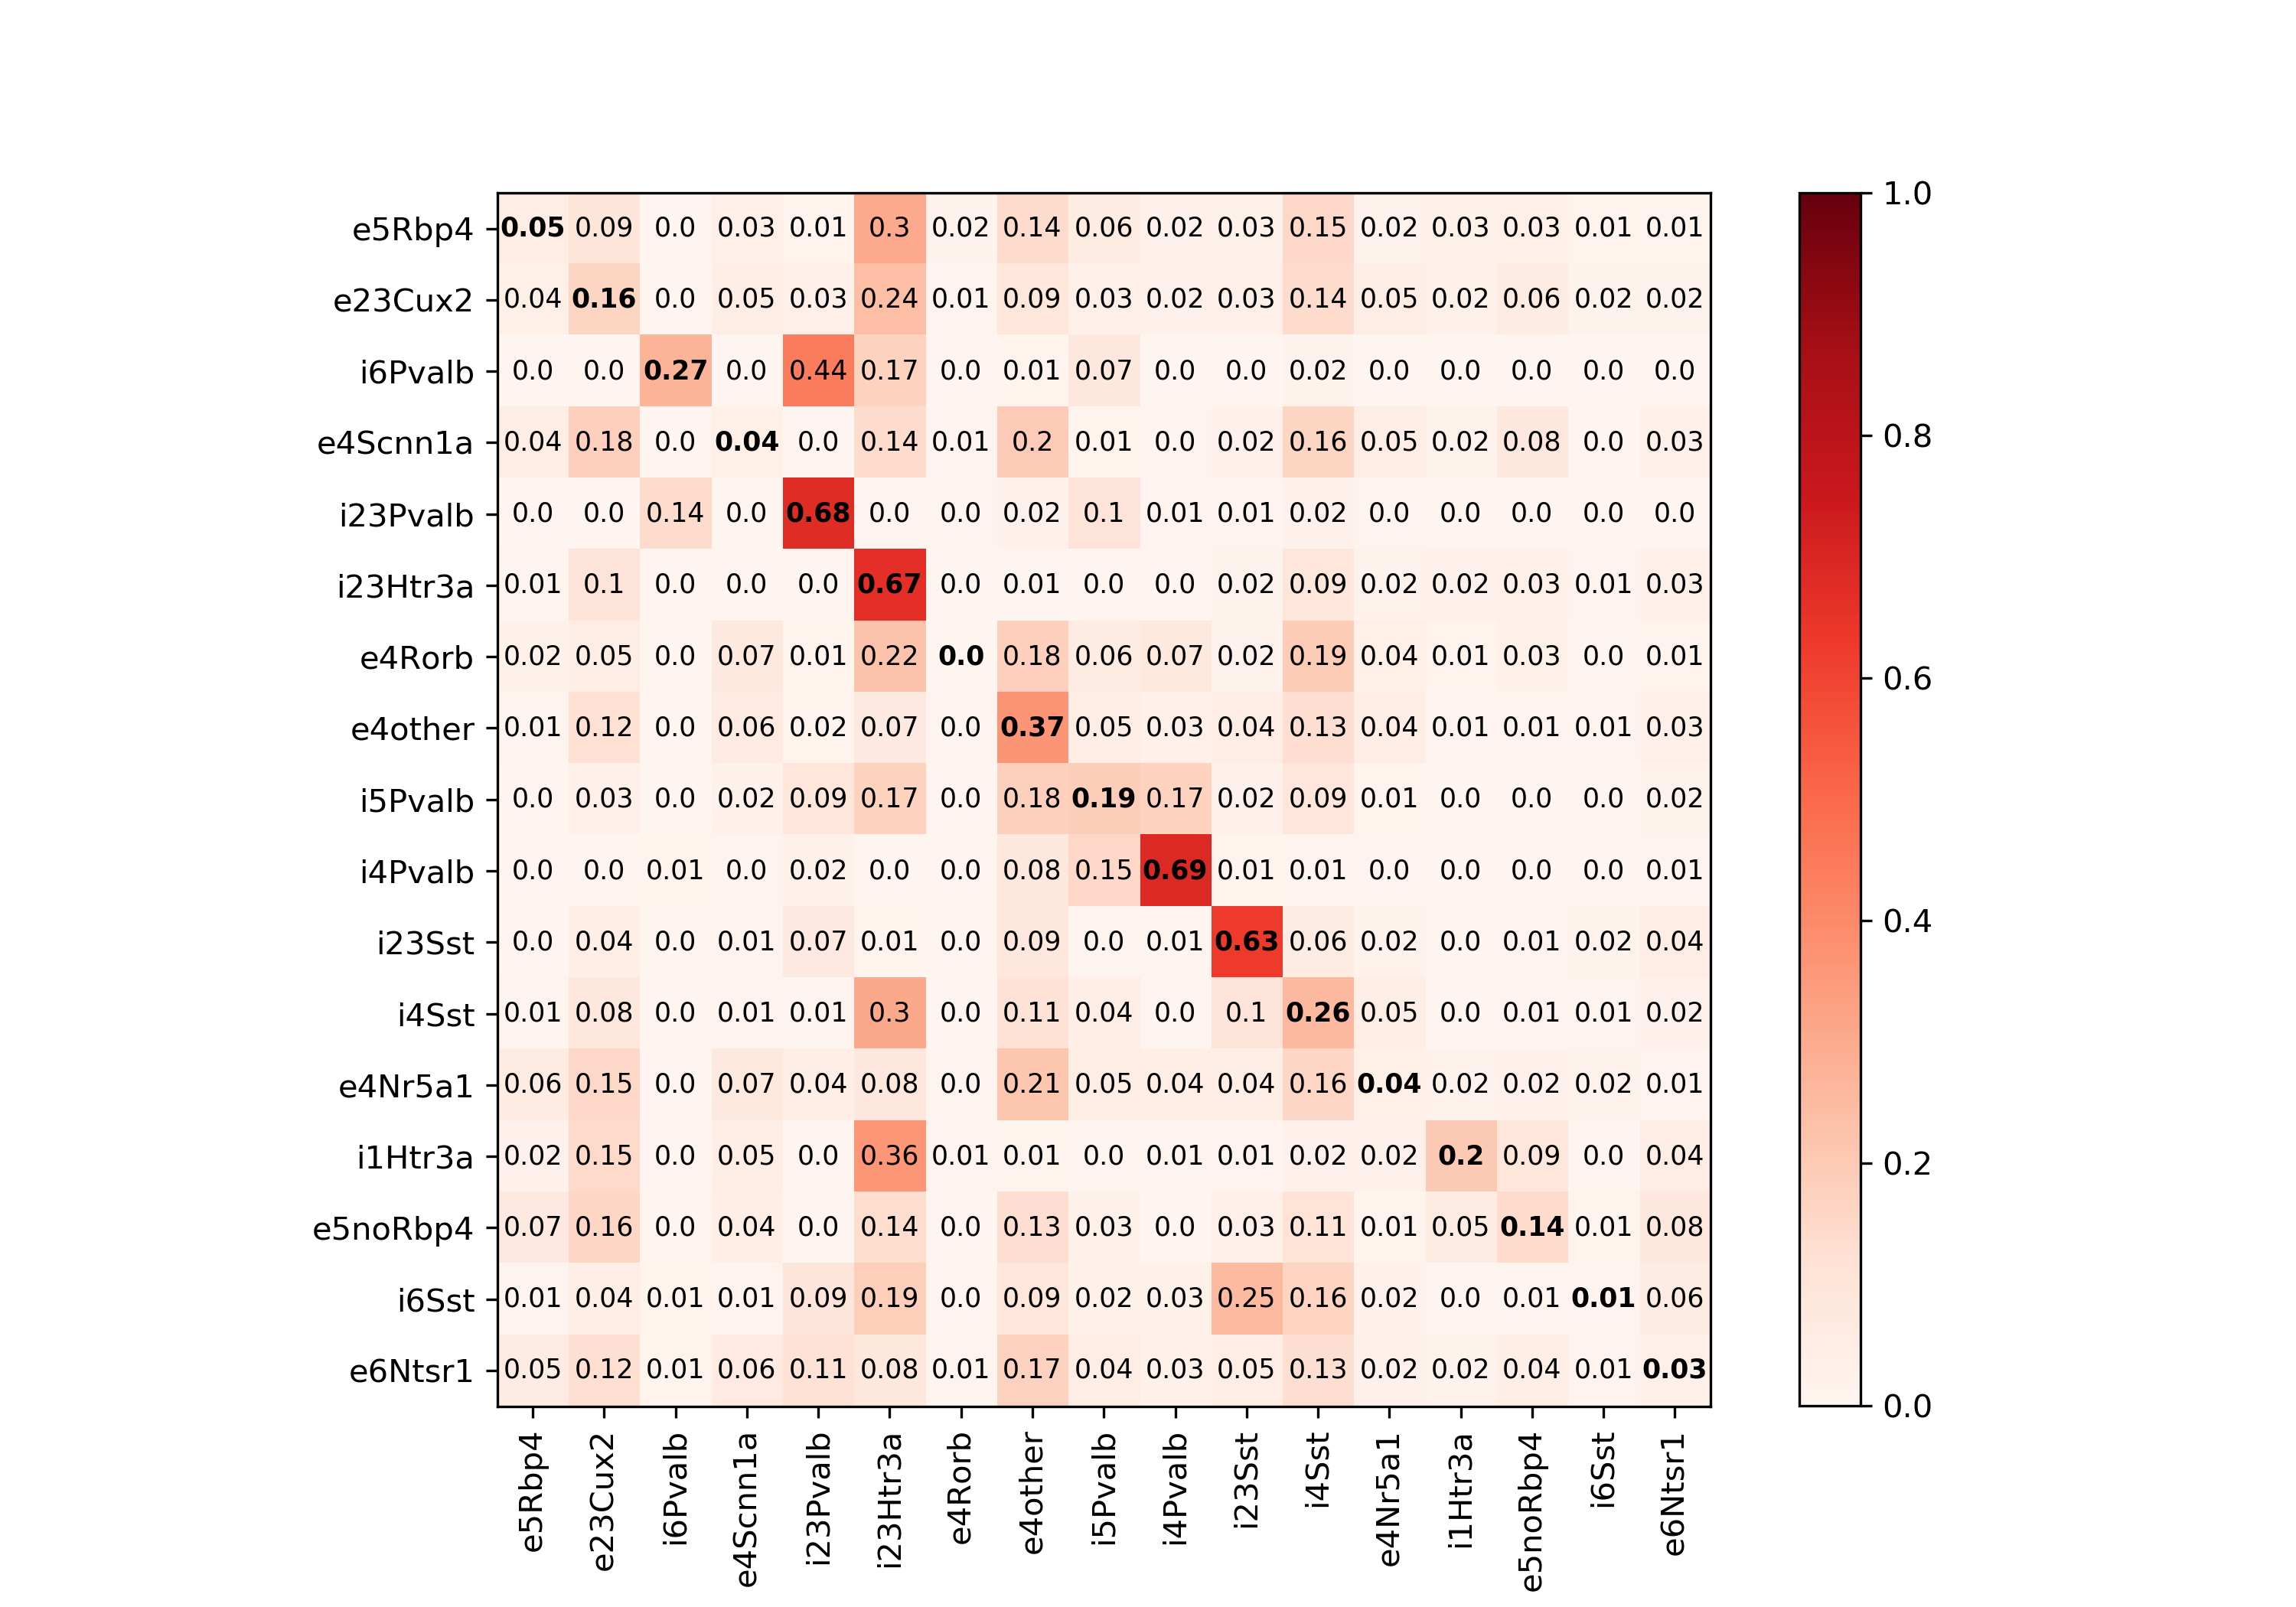 e5Rbp4 0.05 0.09 0.0 0.03 0.01 0.3 0.02 0.14 0.06 0.02 0.03 0.15 0.02 0.03 0.03 0.01 0.01
e23Cux2 0.04 0.16 0.0 0.05 0.03 0.24 0.01 0.09 0.03 0.02 0.03 0.14 0.05 0.02 0.06 0.02 0.02
i6Pvalb 0.0 0.0 0.27 0.0 0.44 0.17 0.0 0.01 0.07 0.0 0.0 0.02 0.0 0.0 0.0 0.0 0.0
e4Scnn1a 0.04 0.18 0.0 0.04 0.0 0.14 0.01 0.2 0.01 0.0 0.02 0.16 0.05 0.02 0.08 0.0 0.03
i23Pvalb 0.0 0.0 0.14 0.0 0.68 0.0 0.0 0.02 0.1 0.01 0.01 0.02 0.0 0.0 0.0 0.0 0.0
i23Htr3a 0.01 0.1 0.0 0.0 0.0 0.67 0.0 0.01 0.0 0.0 0.02 0.09 0.02 0.02 0.03 0.01 0.03
e4Rorb 0.02 0.05 0.0 0.07 0.01 0.22 0.0 0.18 0.06 0.07 0.02 0.19 0.04 0.01 0.03 0.0 0.01
e4other 0.01 0.12 0.0 0.06 0.02 0.07 0.0 0.37 0.05 0.03 0.04 0.13 0.04 0.01 0.01 0.01 0.03
i5Pvalb 0.0 0.03 0.0 0.02 0.09 0.17 0.0 0.18 0.19 0.17 0.02 0.09 0.01 0.0 0.0 0.0 0.02
i4Pvalb 0.0 0.0 0.01 0.0 0.02 0.0 0.0 0.08 0.15 0.69 0.01 0.01 0.0 0.0 0.0 0.0 0.01
i23Sst 0.0 0.04 0.0 0.01 0.07 0.01 0.0 0.09 0.0 0.01 0.63 0.06 0.02 0.0 0.01 0.02 0.04
i4Sst 0.01 0.08 0.0 0.01 0.01 0.3 0.0 0.11 0.04 0.0 0.1 0.26 0.05 0.0 0.01 0.01 0.02
e4Nr5a1 0.06 0.15 0.0 0.07 0.04 0.08 0.0 0.21 0.05 0.04 0.04 0.16 0.04 0.02 0.02 0.02 0.01
i1Htr3a 0.02 0.15 0.0 0.05 0.0 0.36 0.01 0.01 0.0 0.01 0.01 0.02 0.02 0.2 0.09 0.0 0.04
e5noRbp4 0.07 0.16 0.0 0.04 0.0 0.14 0.0 0.13 0.03 0.0 0.03 0.11 0.01 0.05 0.14 0.01 0.08
i6Sst 0.01 0.04 0.01 0.01 0.09 0.19 0.0 0.09 0.02 0.03 0.25 0.16 0.02 0.0 0.01 0.01 0.06
e6Ntsr1 0.05 0.12 0.01 0.06 0.11 0.08 0.01 0.17 0.04 0.03 0.05 0.13 0.02 0.02 0.04 0.01 0.03
e5Rbp4
e23Cux2
i6Pvalb
e4Scnn1a
i23Pvalb
i23Htr3a
e4Rorb
e4other
i5Pvalb
i4Pvalb
i23Sst
i4Sst
e4Nr5a1
i1Htr3a
e5noRbp4
i6Sst
e6Ntsr1
1.0
0.8
0.6
0.4
0.2
0.0